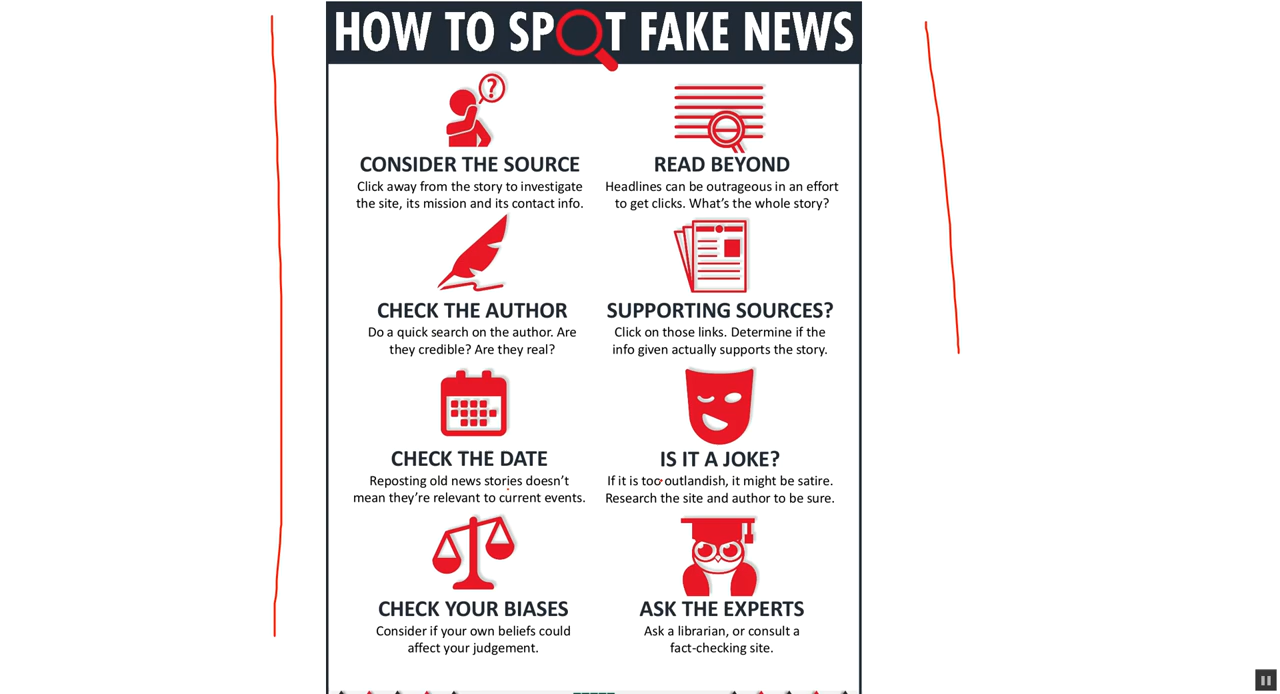 HOW TO SPOT FAKE NEWS
?
CONSIDER THE SOURCE
Click away from the story to investigate
the site, its mission and its contact info.
READ BEYOND
Headlines can be outrageous in an effort
to get clicks. What's the whole story?
CHECK THE AUTHOR
Do a quick search on the author. Are
they credible? Are they real?
SUPPORTING SOURCES?
Click on those links. Determine if the
info given actually supports the story.
CHECK THE DATE
Reposting old news stories doesn't
mean they're relevant to current events.
IS IT A JOKE?
If it is too outlandish, it might be satire.
Research the site and author to be sure.
CHECK YOUR BIASES
Consider if your own beliefs could
affect your judgement.
ASK THE EXPERTS
Ask a librarian, or consult a
fact-checking site.